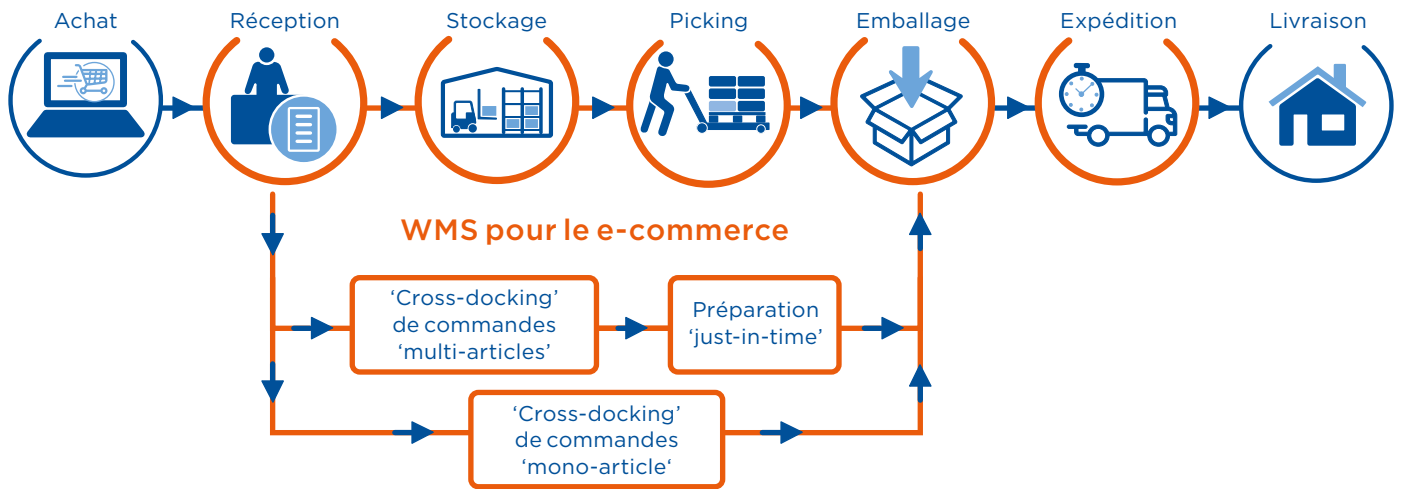 Achat
Réception
Stockage
Picking
Emballage
Expédition
Livraison
WMS pour le e-commerce
‘Cross-docking’
de commandes
‘multi-articles’
Préparation
‘just-in-time’
‘Cross-docking’
de commandes
‘mono-article‘